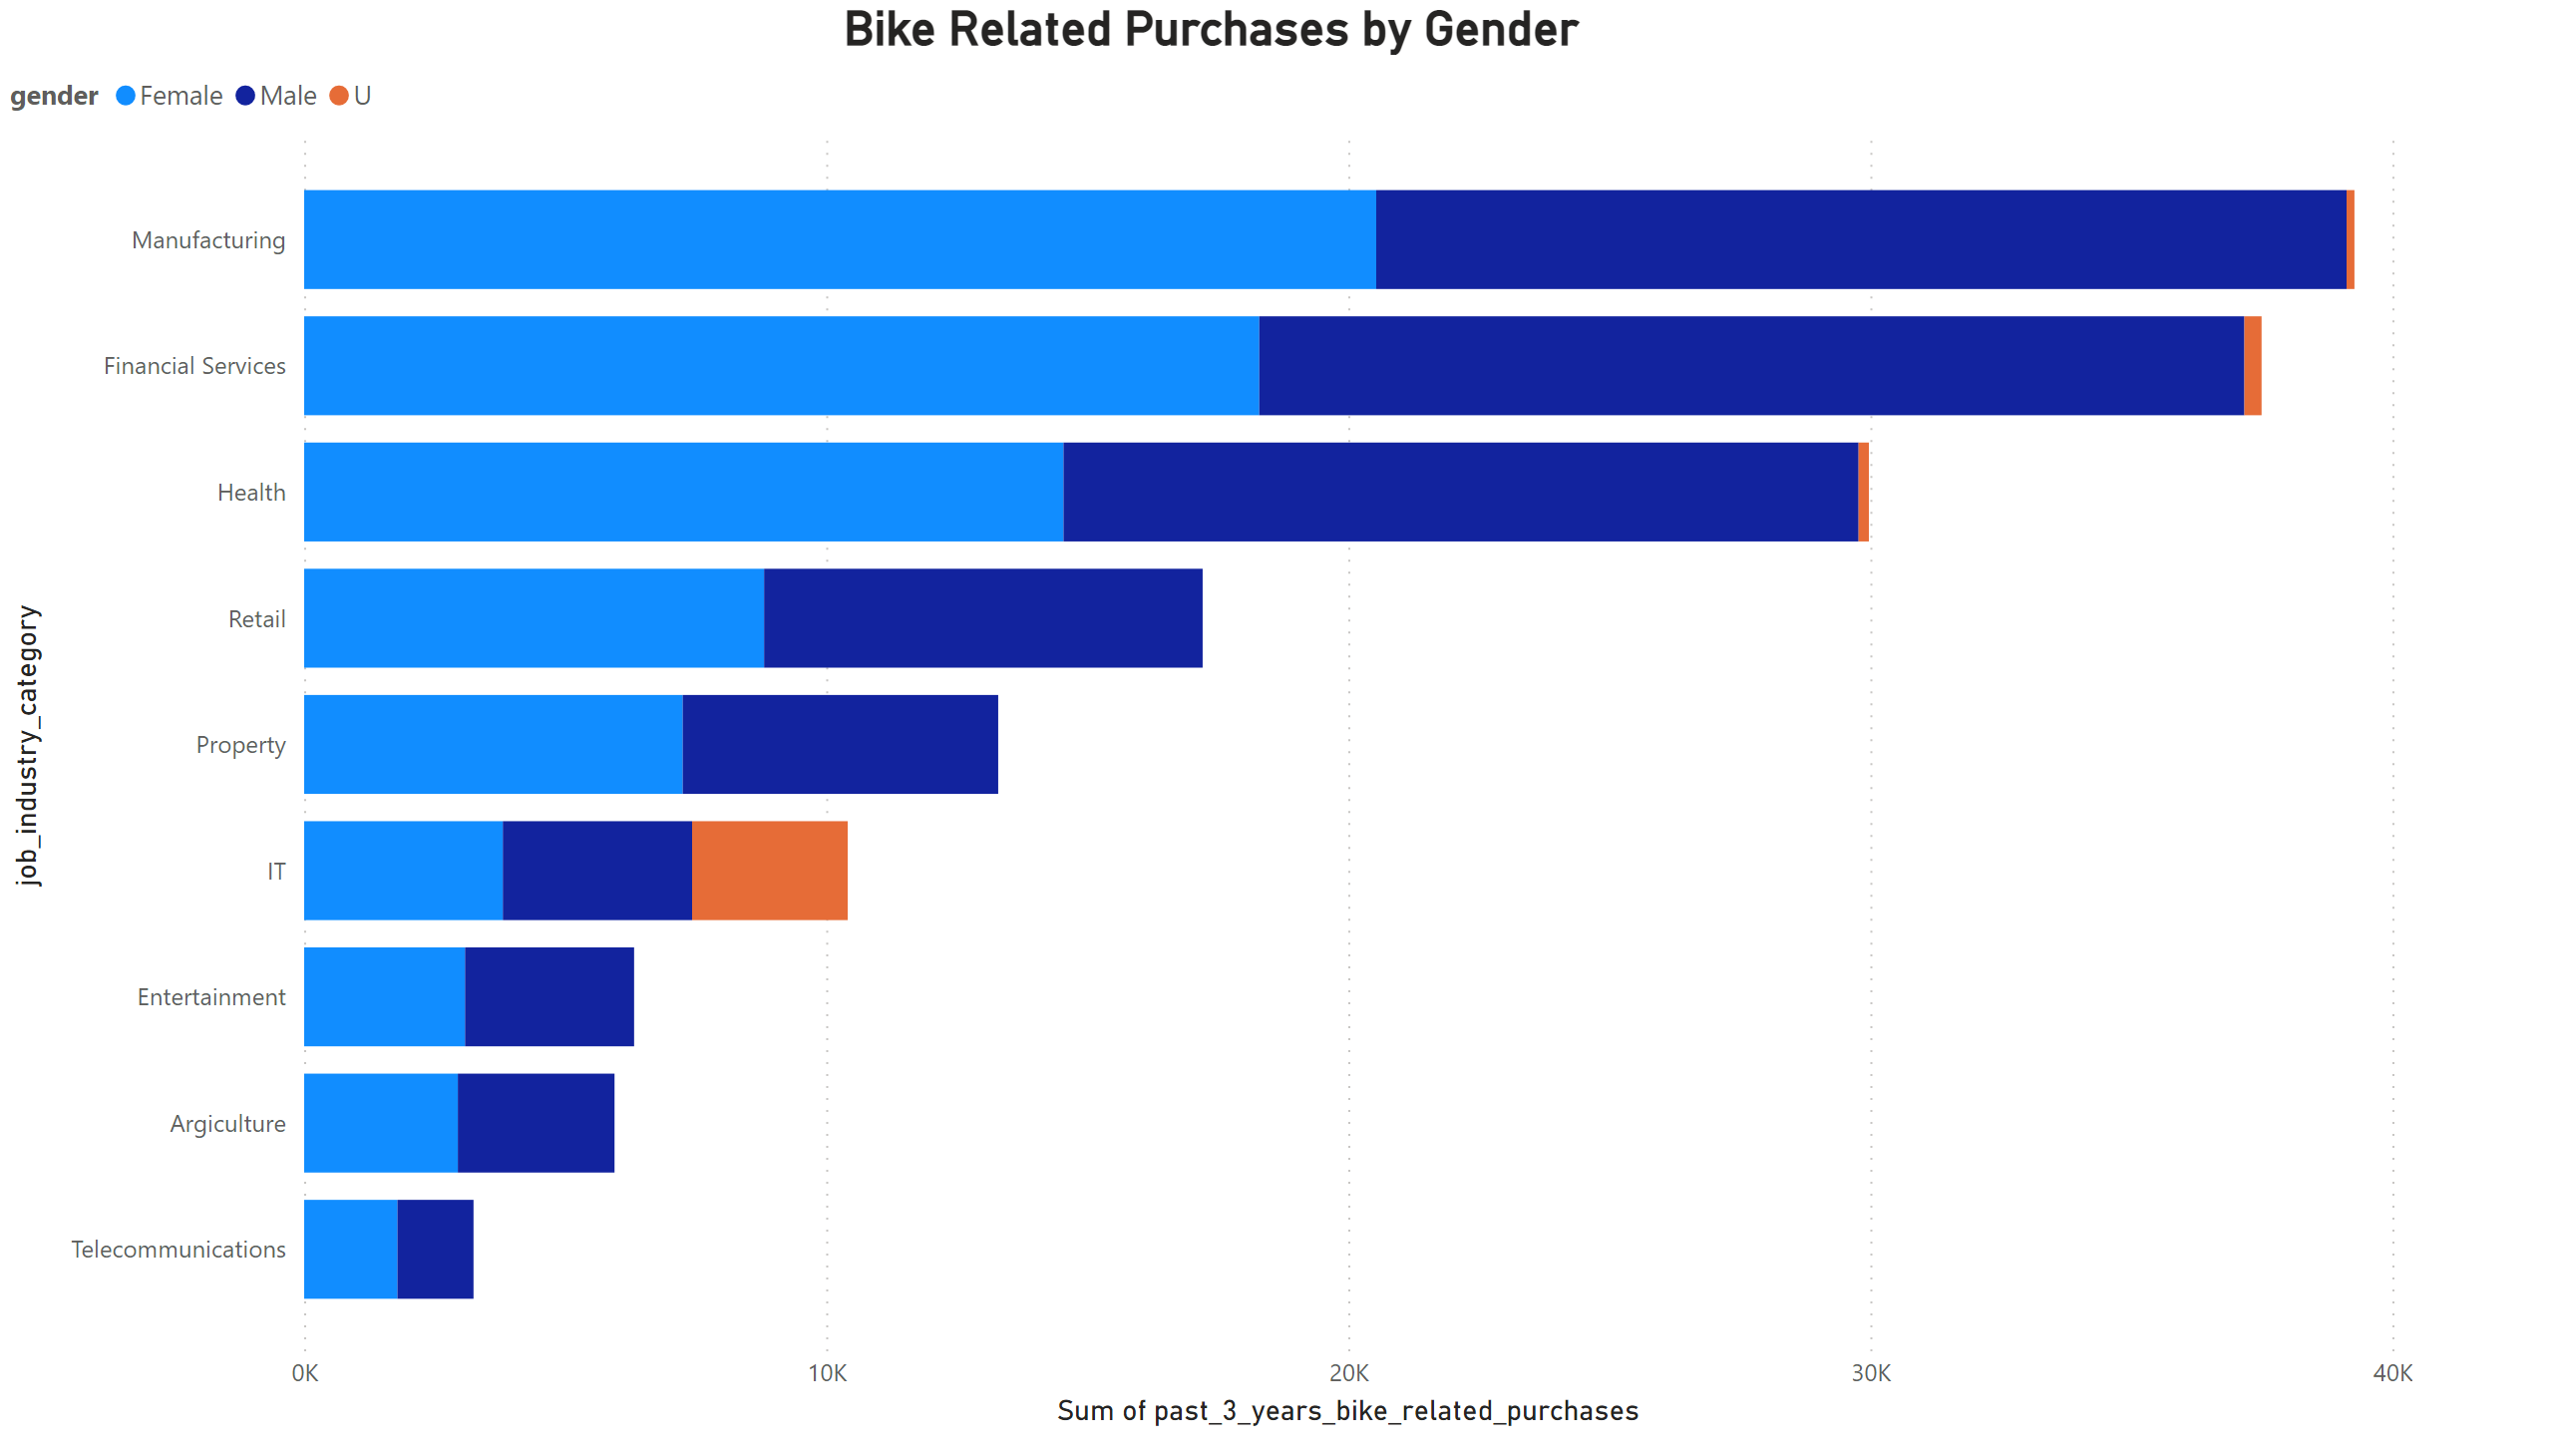 Bike Related Purchases by Gender
gender Female Male U
Manufacturing
Financial Services
Health
Retail
Property
IT
Entertainment
Argiculture
Telecommunications
job_industry_category
0K 10K 20K 30K 40K
Sum of past_3_years_bike_related_purchases